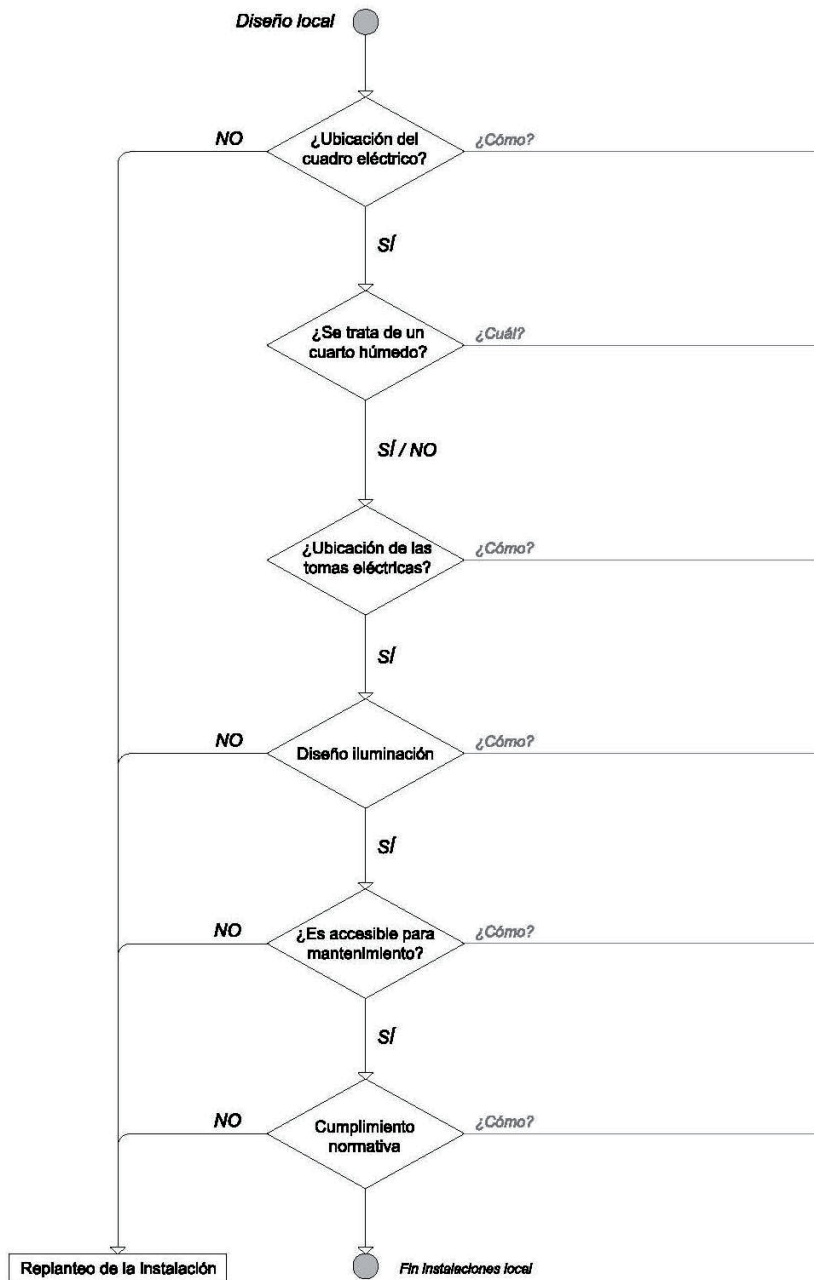 Diseño local
NO
¿Ubicación del
cuadro eléctrico?
¿Cómo?
SÍ
¿Se trata de un
cuarto húmedo?
¿Cuál?
SÍ / NO
¿Ubicación de las
tomas eléctricas?
¿Cómo?
SÍ
NO
Diseño iluminación
¿Cómo?
SÍ
NO
¿Es accesible para
mantenimiento?
¿Cómo?
SÍ
NO
Cumplimiento
normativa
¿Cómo?
Replanteo de la instalación
Fin instalaciones local